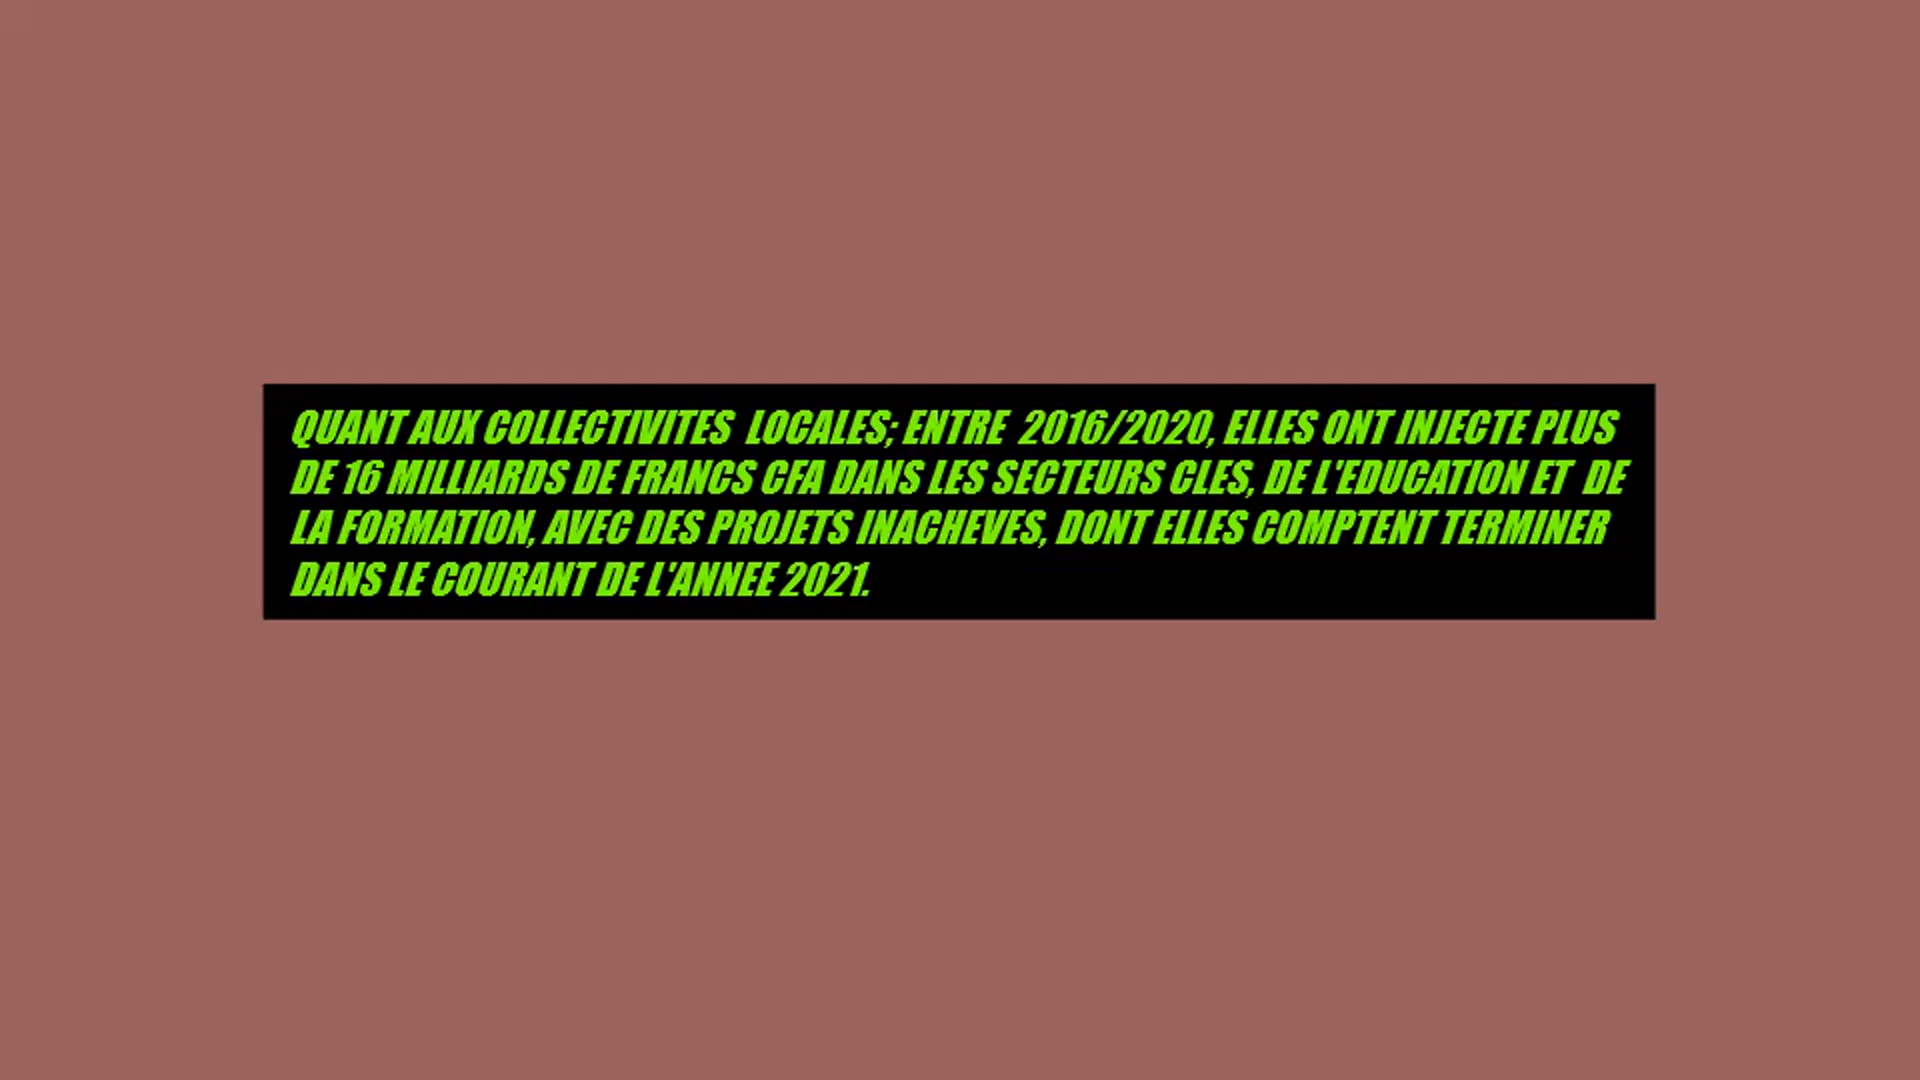 QUANT AUX COLLECTIVITES  LOCALES; ENTRE  2016/2020, ELLES ONT INJECTE PLUS
DE 16 MILLIARDS DE FRANCS CFA DANS LES SECTEURS CLES, DE L'EDUCATION ET  DE
LA FORMATION, AVEC DES PROJETS INACHEVES, DONT ELLES COMPTENT TERMINER
DANS LE COURANT DE L'ANNEE 2021.